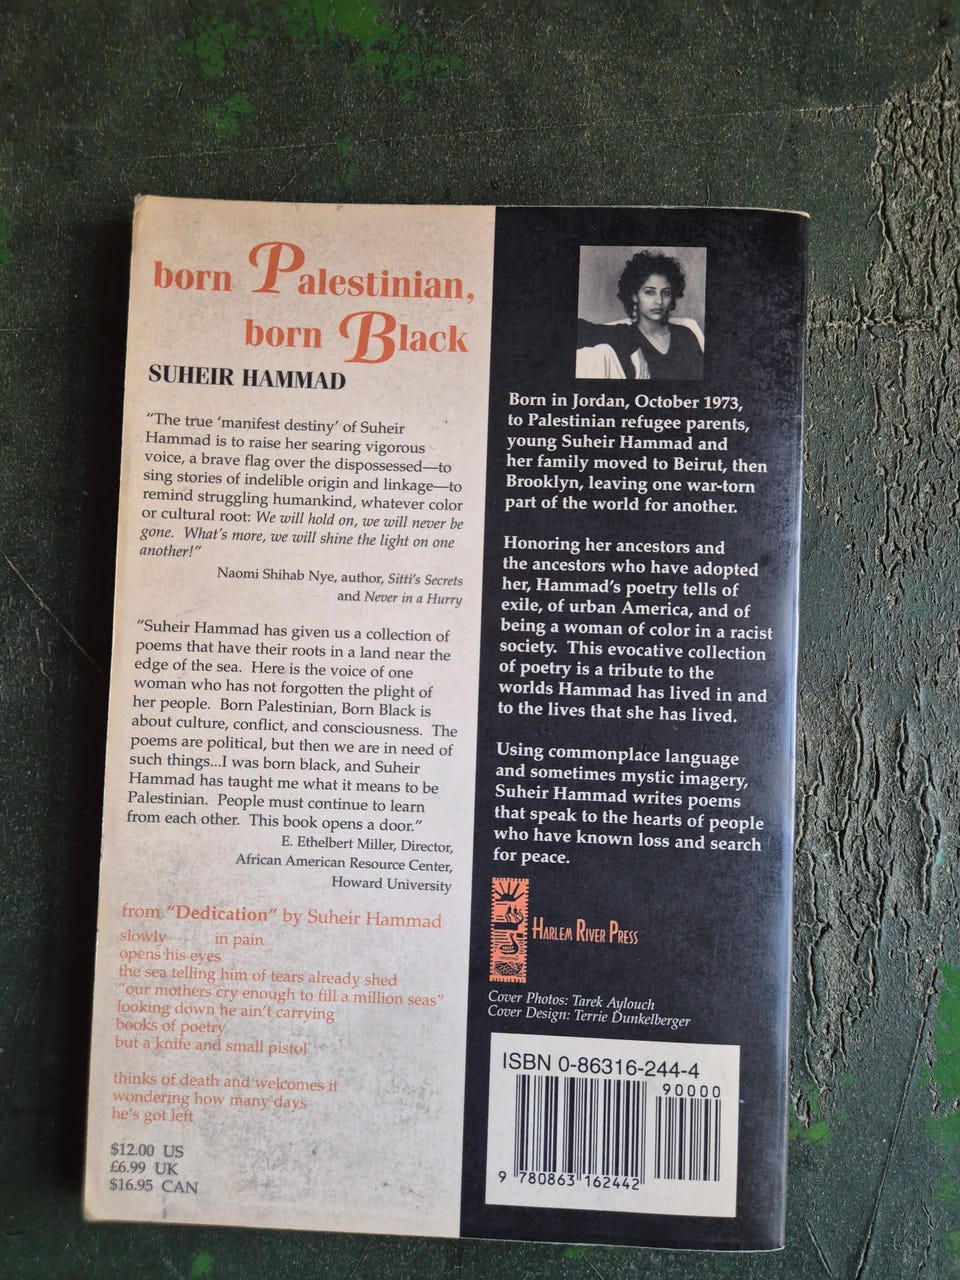 born Palestinian,
born Black
SUHEIR HAMMAD
“The true ‘manifest destiny’ of Suheir
Hammad is to raise her searing vigorous
voice, a brave flag over the dispossessed—to
sing stories of indelible origin and linkage—to
remind struggling humankind, whatever color
or cultural root: We will hold on, we will never be
gone.  What’s more, we will shine the light on one
another!”
Naomi Shihab Nye, author, Sitti’s Secrets
and Never in a Hurry
“Suheir Hammad has given us a collection of
poems that have their roots in a land near the
edge of the sea.  Here is the voice of one
woman who has not forgotten the plight of
her people.  Born Palestinian, Born Black is
about culture, conflict, and consciousness.  The
poems are political, but then we are in need of
such things...I was born black, and Suheir
Hammad has taught me what it means to be
Palestinian.  People must continue to learn
from each other.  This book opens a door.”
E. Ethelbert Miller, Director,
African American Resource Center,
Howard University
from “Dedication” by Suheir Hammad
slowly in pain
opens his eyes
the sea telling him of tears already shed
“our mothers cry enough to fill a million seas”
looking down he ain’t carrying
books of poetry
but a knife and small pistol
thinks of death and welcomes it
wondering how many days
he’s got left
$12.00 US
£6.99 UK
$16.95 CAN
Born in Jordan, October 1973,
to Palestinian refugee parents,
young Suheir Hammad and
her family moved to Beirut, then
Brooklyn, leaving one war-torn
part of the world for another.
Honoring her ancestors and
the ancestors who have adopted
her, Hammad’s poetry tells of
exile, of urban America, and of
being a woman of color in a racist
society.  This evocative collection
of poetry is a tribute to the
worlds Hammad has lived in and
to the lives that she has lived.
Using commonplace language
and sometimes mystic imagery,
Suheir Hammad writes poems
that speak to the hearts of people
who have known loss and search
for peace.
HARLEM RIVER PRESS
Cover Photos: Tarek Aylouch
Cover Design: Terrie Dunkelberger
ISBN 0-86316-244-4
90000
9 780863 162442